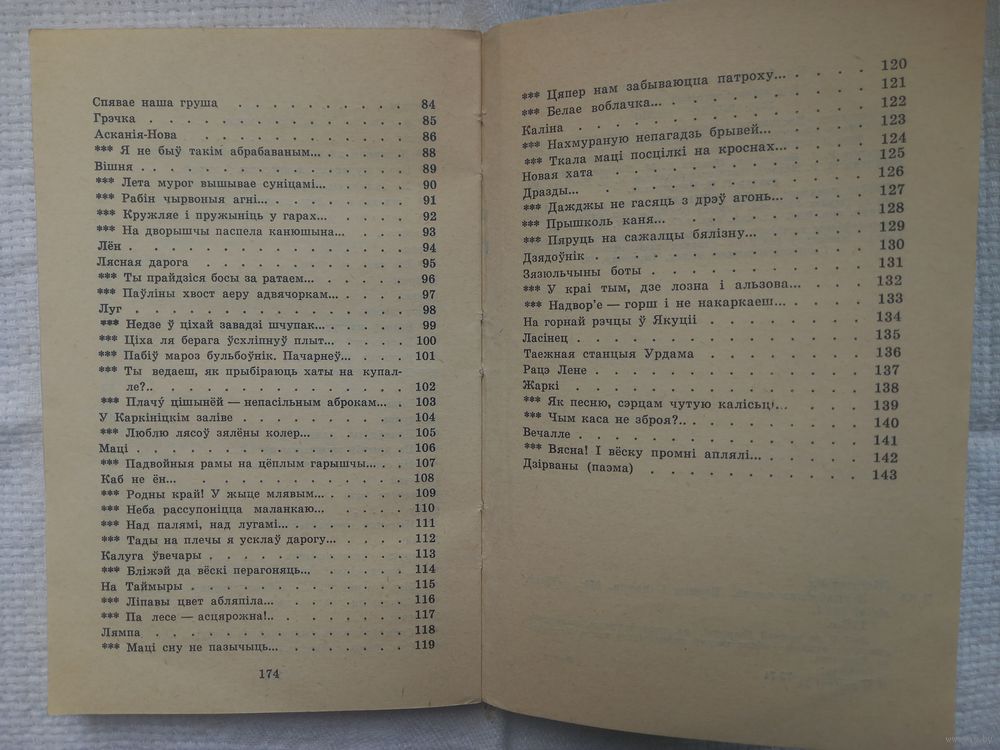 Спявае наша груша . . . . . . . . . 84
Грэчка . . . . . . . . . . . . . 85
Асканія-Нова . . . . . . . . . . . 86
*** Я не быў такім абрабаваным... . . . . . 88
Вішня . . . . . . . . . . . . . 89
*** Лета мурог вышывае суніцамі... . . . . 90
*** Рабін чырвоныя агні... . . . . . . . 91
*** Кружляе і пружыніць у гарах... . . . . 92
*** На дворышчы паспела канюшына... . . . 93
Лён . . . . . . . . . . . . . . 94
Лясная дарога . . . . . . . . . . 95
*** Ты прайдзіся босы за ратаем... . . . . 96
*** Паўліны хвост аеру адвячоркам... . . . 97
Луг . . . . . . . . . . . . . . 98
*** Недзе ў ціхай завадзі шчупак... . . . . 99
*** Ціха ля берага ўсхліпнуў плыт... . . . 100
*** Пабіў мароз бульбоўнік. Пачарнеў... . . . 101
*** Ты ведаеш, як прыбіраюць хаты на купал-
ле?.. . . . . . . . . . . . . 102
*** Плачу цішынёй — непасільным аброкам... . 103
У Каркініцкім заліве . . . . . . . . 104
*** Люблю лясоў зялёны колер... . . . . . 105
Маці . . . . . . . . . . . . . . 106
*** Падвойныя рамы на цёплым гарышчы... . . 107
Каб не ён... . . . . . . . . . . . 108
*** Родны край! У жыце млявым... . . . . 109
*** Неба рассупоніцца маланкаю... . . . . 110
*** Над палямі, над лугамі... . . . . . . 111
*** Тады на плечы я усклаў дарогу... . . . . 112
Калуга ўвечары . . . . . . . . . . 113
*** Бліжэй да вёскі перагоняць... . . . . . 114
На Таймыры . . . . . . . . . . . 115
*** Ліпавы цвет абляпіла... . . . . . . . 116
*** Па лесе — асцярожна!.. . . . . . . . 117
Лямпа . . . . . . . . . . . . . 118
*** Маці сну не пазычыць... . . . . . . . 119
174
*** Цяпер нам забываюцца патроху... . . . . 120
*** Белае воблачка... . . . . . . . . . 121
Каліна . . . . . . . . . . . . . 122
*** Нахмураную непагадзь брывей... . . . . 123
*** Ткала маці посцілкі на кроснах... . . . . 124
Новая хата . . . . . . . . . . . 125
Дразды... . . . . . . . . . . . . 126
*** Дажджы не гасяць з дрэў агонь... . . . . 127
*** Прышколь каня... . . . . . . . . . 128
*** Пяруць на сажалцы бялізну... . . . . . 129
Дзядоўнік . . . . . . . . . . . . 130
Зязюльчыны боты . . . . . . . . . 131
*** У краі тым, дзе лозна і альзова... . . . . 132
*** Надвор'е — горш і не накаркаеш... . . . . 133
На горнай рэчцы ў Якуціі . . . . . . . 134
Ласінец . . . . . . . . . . . . . 135
Таежная станцыя Урдама . . . . . . . 136
Рацэ Лене . . . . . . . . . . . . 137
Жаркі . . . . . . . . . . . . . 138
*** Як песню, сэрцам чутую калісьці... . . . 139
*** Чым каса не зброя?.. . . . . . . . . 140
Вечалле . . . . . . . . . . . . . 141
*** Вясна! І вёску промні аплялі... . . . . . 142
Дзірваны (паэма) . . . . . . . . . 143